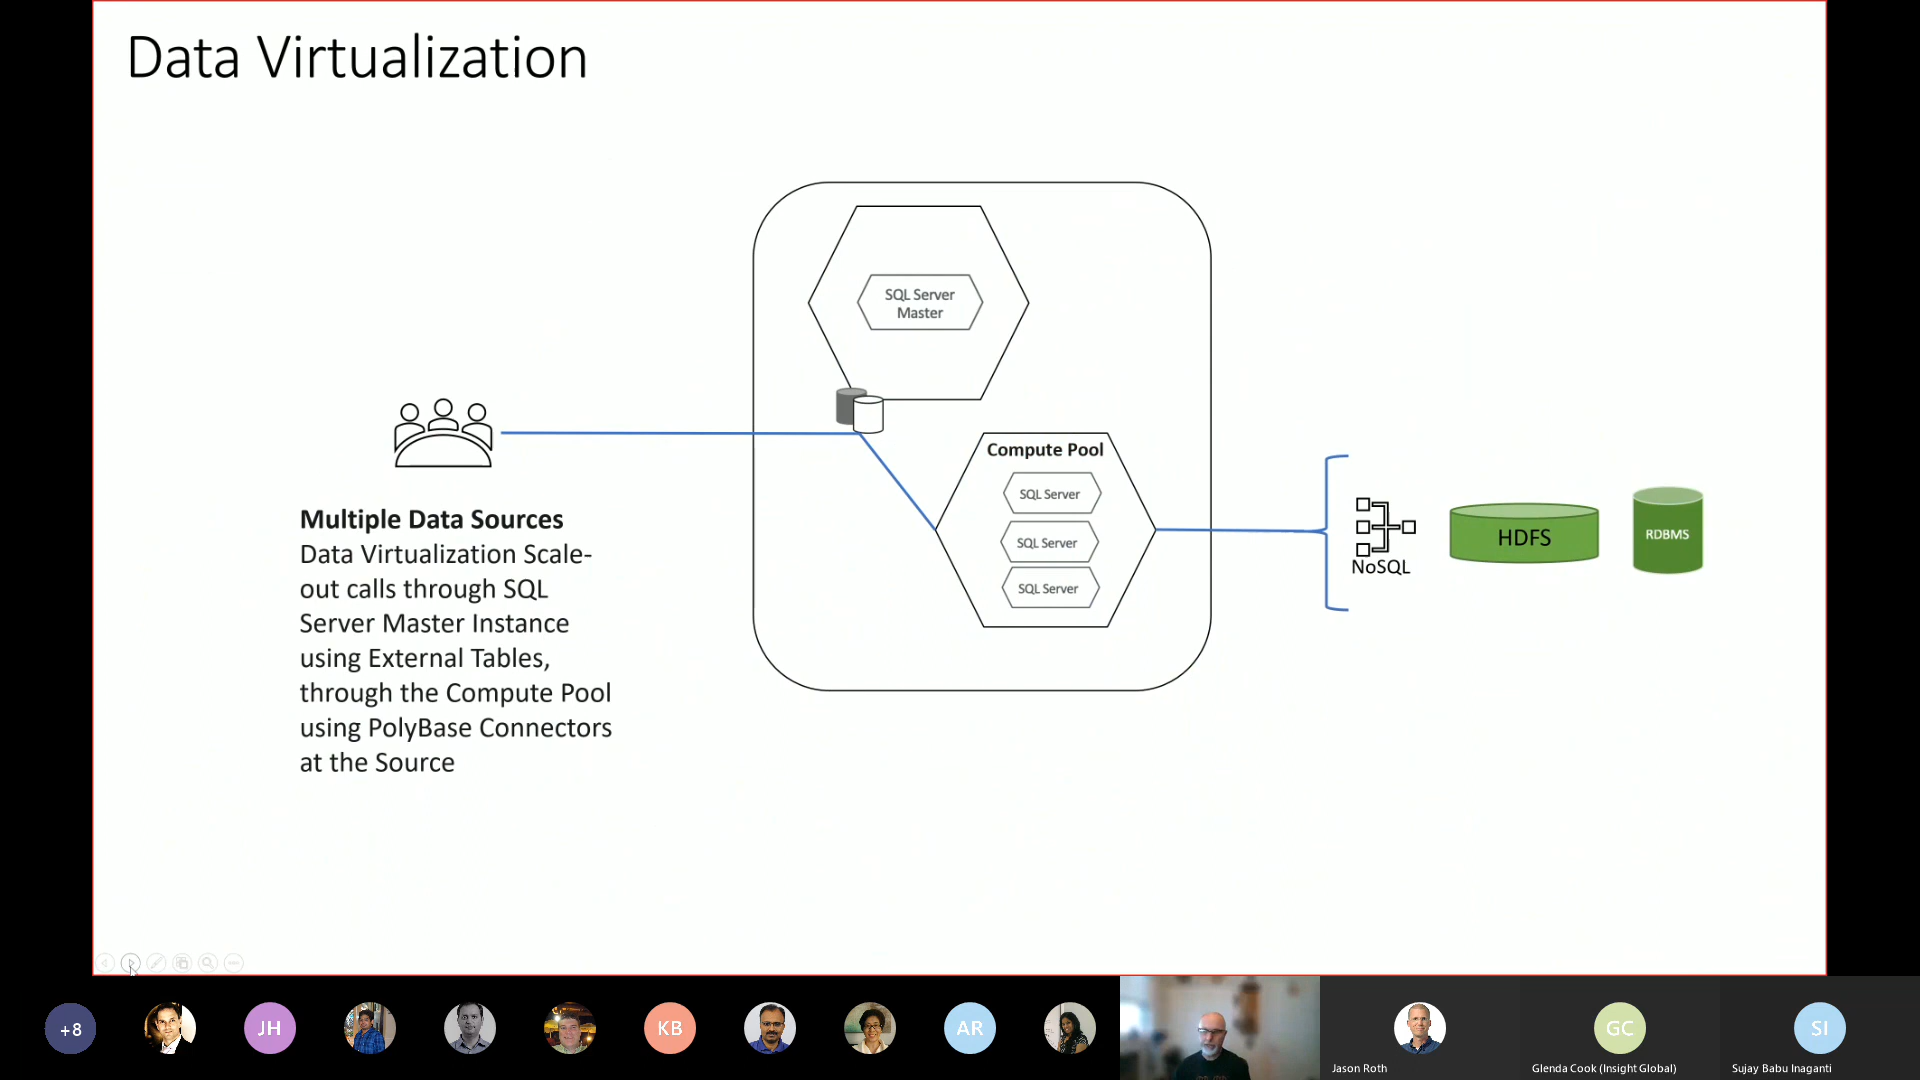 Data Virtualization
SQL Server
Master
Compute Pool
SQL Server
SQL Server
SQL Server
NoSQL
HDFS
RDBMS
Multiple Data Sources
Data Virtualization Scale-
out calls through SQL
Server Master Instance
using External Tables,
through the Compute Pool
using PolyBase Connectors
at the Source
+8
JH
KB
AR
GC
SI
Jason Roth
Glenda Cook (Insight Global)
Sujay Babu Inaganti